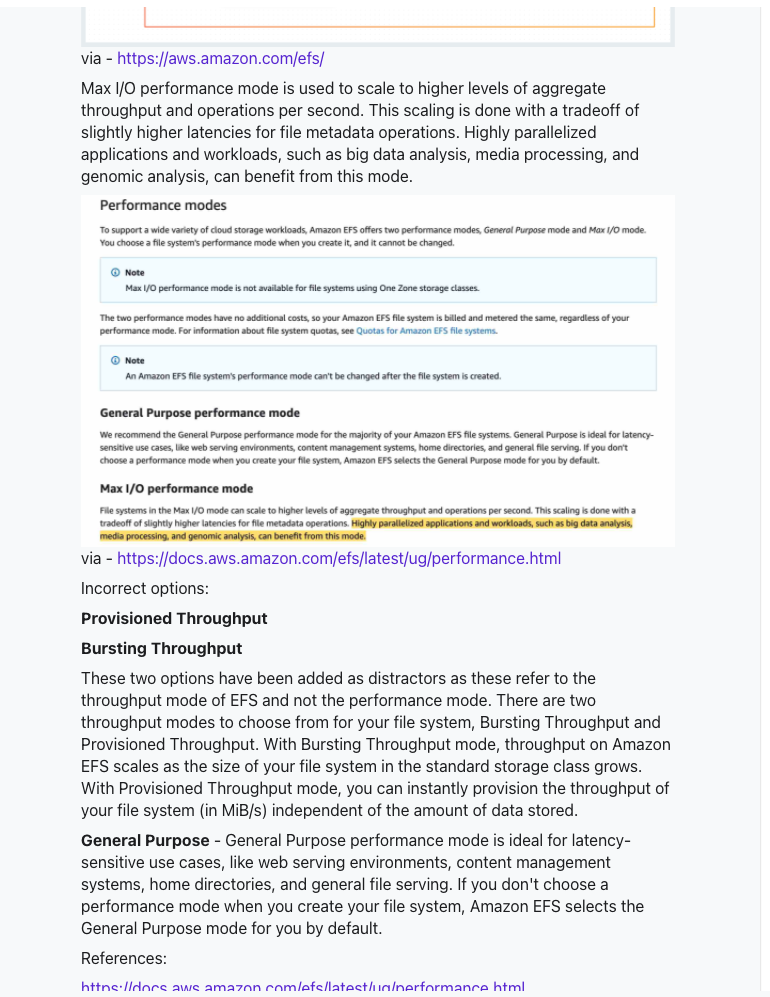 via - https://aws.amazon.com/efs/
Max I/O performance mode is used to scale to higher levels of aggregate
throughput and operations per second. This scaling is done with a tradeoff of
slightly higher latencies for file metadata operations. Highly parallelized
applications and workloads, such as big data analysis, media processing, and
genomic analysis, can benefit from this mode.
Performance modes
To support a wide variety of cloud storage workloads, Amazon EFS offers two performance modes, General Purpose mode and Max I/O mode.
You choose a file system's performance mode when you create it, and it cannot be changed.
Note
Max I/O performance mode is not available for file systems using One Zone storage classes.
The two performance modes have no additional costs, so your Amazon EFS file system is billed and metered the same, regardless of your
performance mode. For information about file system quotas, see Quotas for Amazon EFS file systems.
Note
An Amazon EFS file system's performance mode can't be changed after the file system is created.
General Purpose performance mode
We recommend the General Purpose performance mode for the majority of your Amazon EFS file systems. General Purpose is ideal for latency-
sensitive use cases, like web serving environments, content management systems, home directories, and general file serving. If you don't
choose a performance mode when you create your file system, Amazon EFS selects the General Purpose mode for you by default.
Max I/O performance mode
File systems in the Max I/O mode can scale to higher levels of aggregate throughput and operations per second. This scaling is done with a
tradeoff of slightly higher latencies for file metadata operations. Highly parallelized applications and workloads, such as big data analysis,
media processing, and genomic analysis, can benefit from this mode.
via - https://docs.aws.amazon.com/efs/latest/ug/performance.html
Incorrect options:
Provisioned Throughput
Bursting Throughput
These two options have been added as distractors as these refer to the
throughput mode of EFS and not the performance mode. There are two
throughput modes to choose from for your file system, Bursting Throughput and
Provisioned Throughput. With Bursting Throughput mode, throughput on Amazon
EFS scales as the size of your file system in the standard storage class grows.
With Provisioned Throughput mode, you can instantly provision the throughput of
your file system (in MiB/s) independent of the amount of data stored.
General Purpose - General Purpose performance mode is ideal for latency-
sensitive use cases, like web serving environments, content management
systems, home directories, and general file serving. If you don't choose a
performance mode when you create your file system, Amazon EFS selects the
General Purpose mode for you by default.
References:
https://docs.aws.amazon.com/efs/latest/ug/performance.html